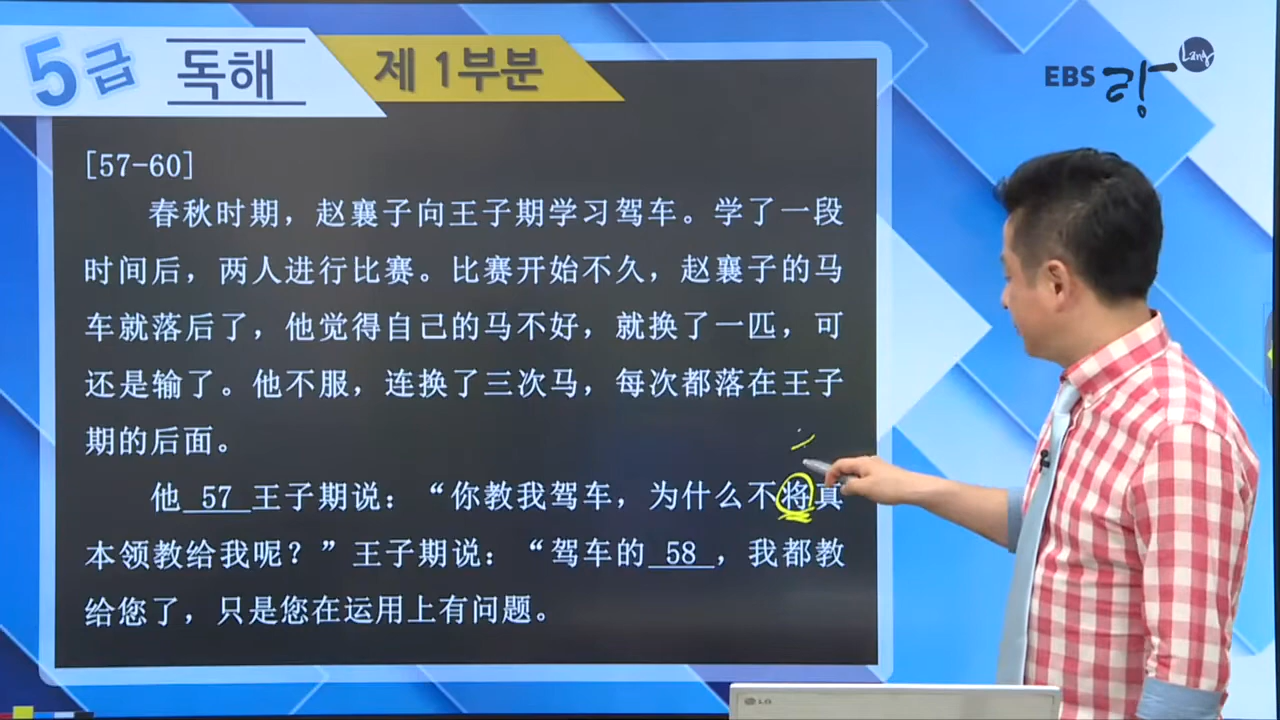 5급 독해 제 1부분
EBS 랑 Lang
[57-60]
春秋时期，赵襄子向王子期学习驾车。学了一段
时间后，两人进行比赛。比赛开始不久，赵襄子的马
车就落后了，他觉得自己的马不好，就换了一匹，可
还是输了。他不服，连换了三次马，每次都落在王子
期的后面。
他 57 王子期说：“你教我驾车，为什么不将真
本领教给我呢？”王子期说：“驾车的 58 ，我都教
给您了，只是您在运用上有问题。
LG